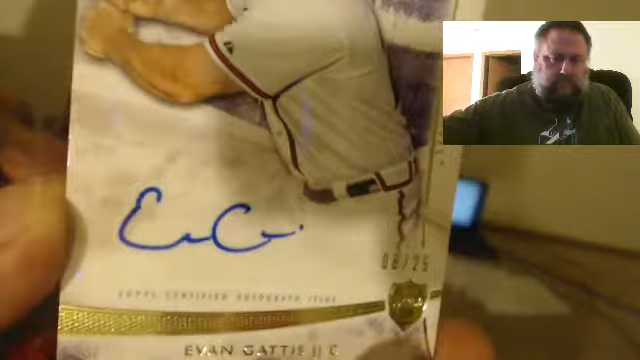 08/25
TOPPS CERTIFIED AUTOGRAPH ISSUE
EVAN GATTIS || C